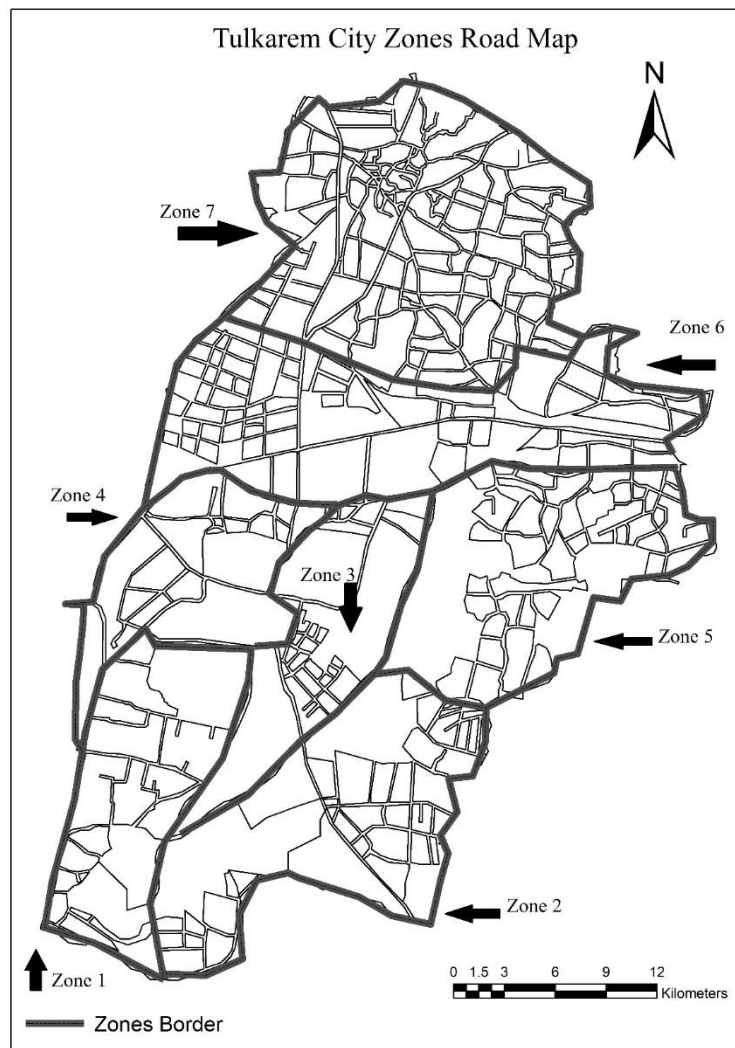 Tulkarem City Zones Road Map
N
Zone 7
Zone 6
Zone 4
Zone 3
Zone 5
Zone 2
Zone 1
0 1.5 3 6 9 12
Kilometers
Zones Border